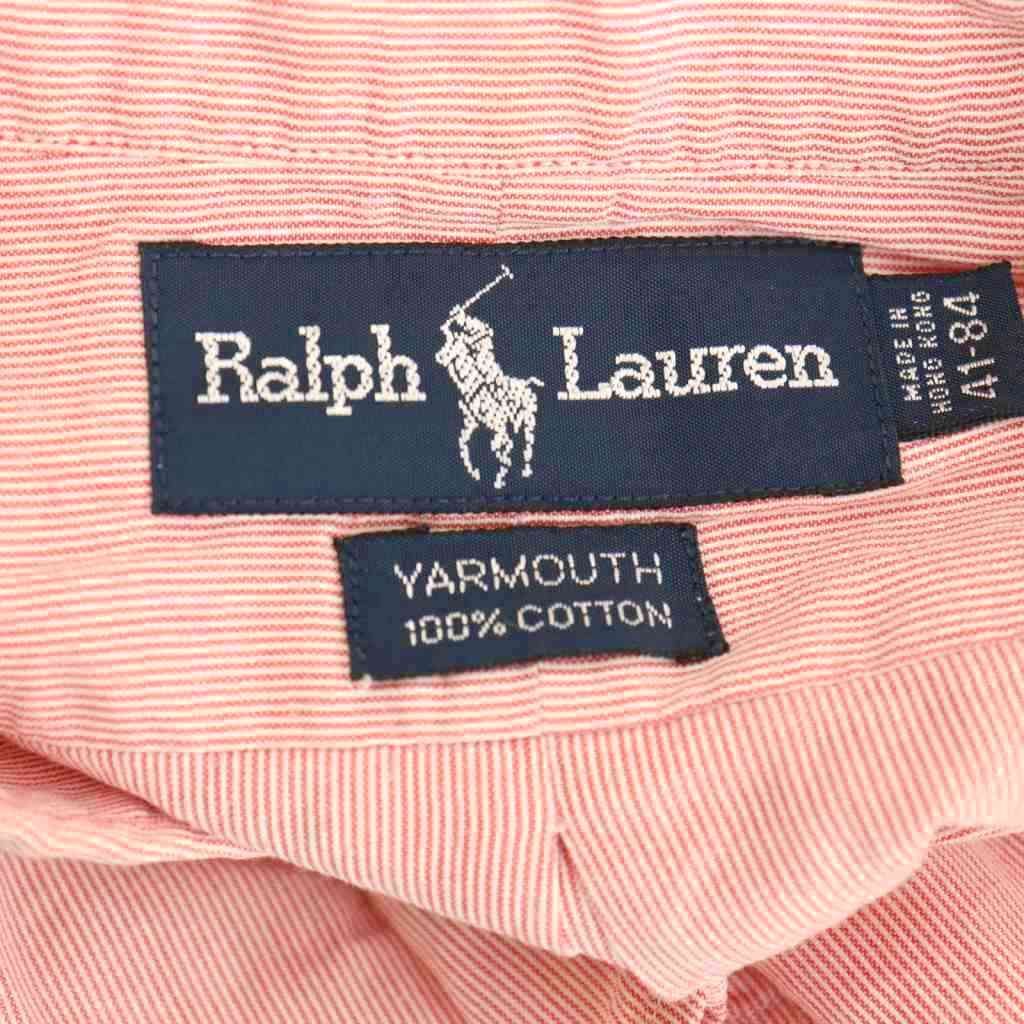 Ralph Lauren
MADE IN
HONG KONG
41-84
YARMOUTH
100% COTTON